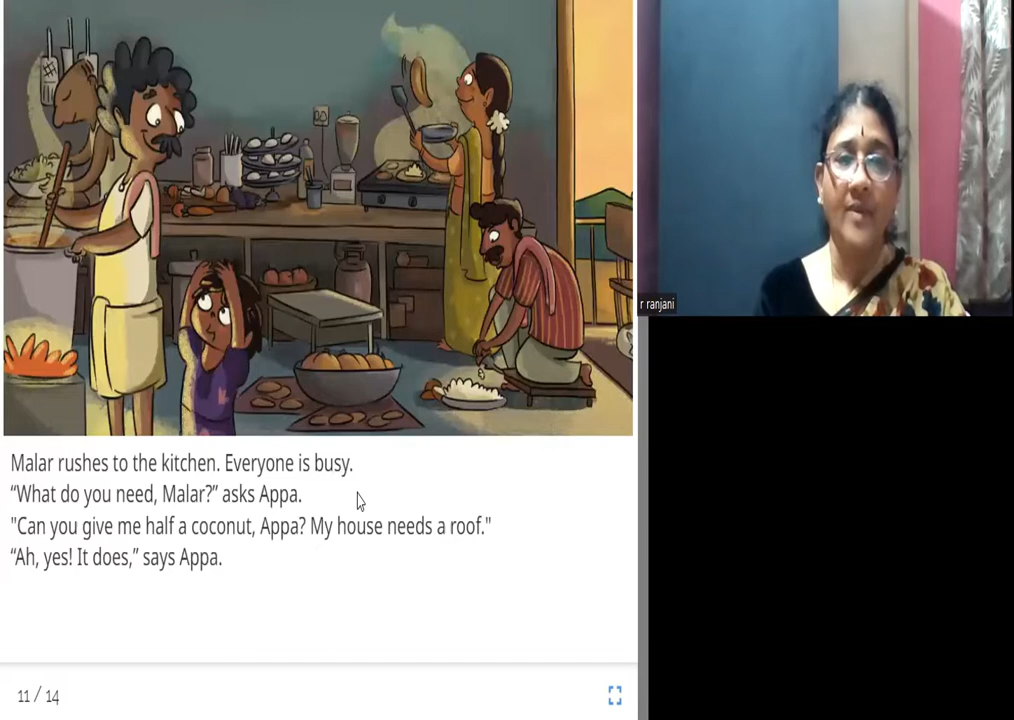 Malar rushes to the kitchen. Everyone is busy.
“What do you need, Malar?” asks Appa.
"Can you give me half a coconut, Appa? My house needs a roof."
“Ah, yes! It does,” says Appa.
11 / 14
r ranjani